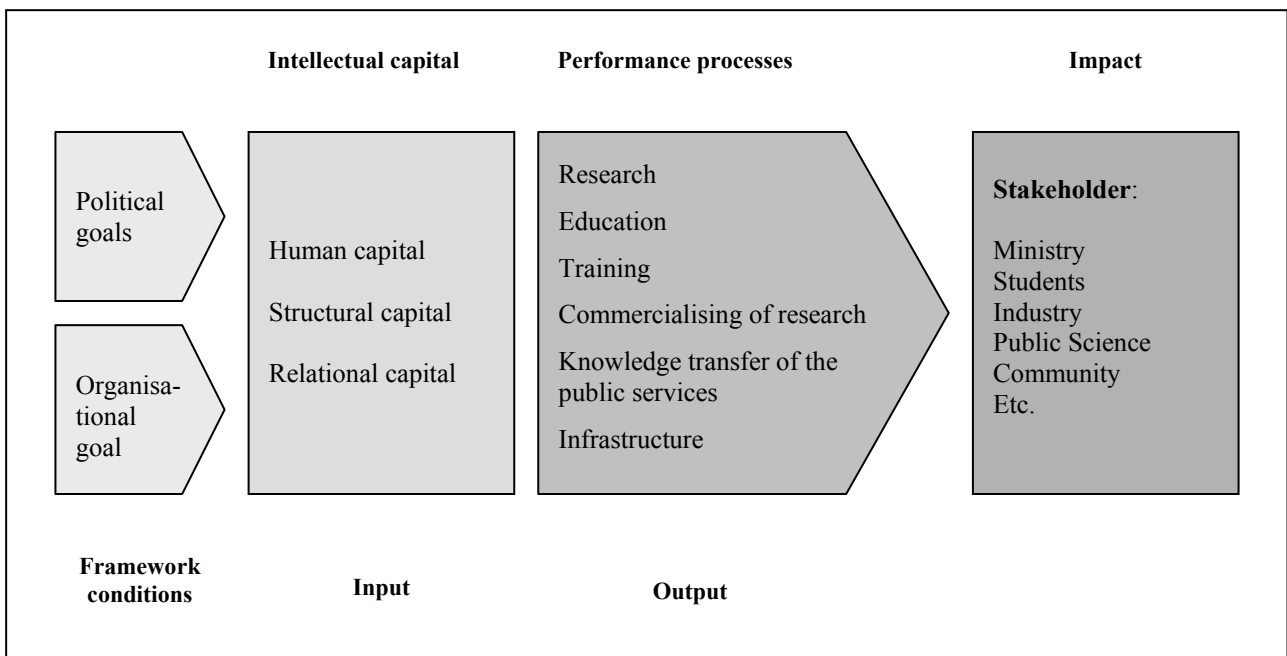 Intellectual capital
Performance processes
Impact
Political
goals
Organisa-
tional
goal
Human capital
Structural capital
Relational capital
Research
Education
Training
Commercialising of research
Knowledge transfer of the
public services
Infrastructure
Stakeholder:
Ministry
Students
Industry
Public Science
Community
Etc.
Framework
conditions
Input
Output